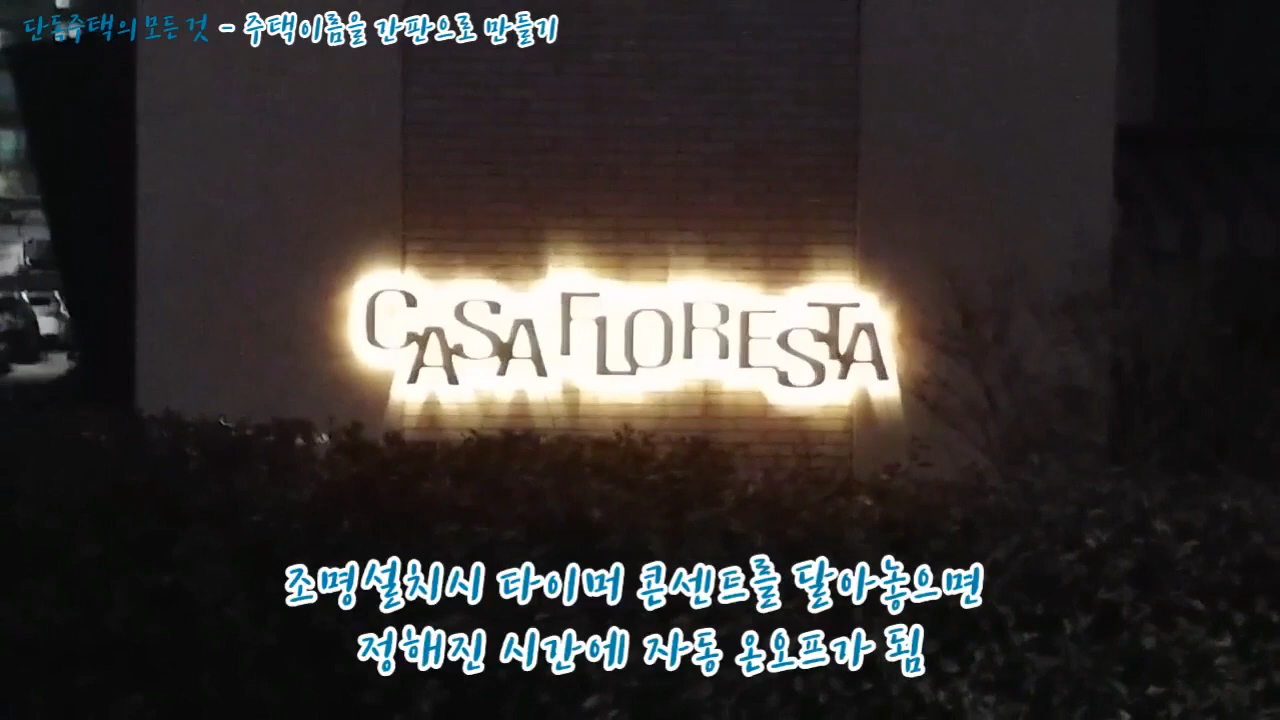 단독주택의 모든 것 - 주택이름을 간판으로 만들기
CASA FLORESTA
조명설치시 타이머 콘센트를 달아놓으면
정해진 시간에 자동 온오프가 됨